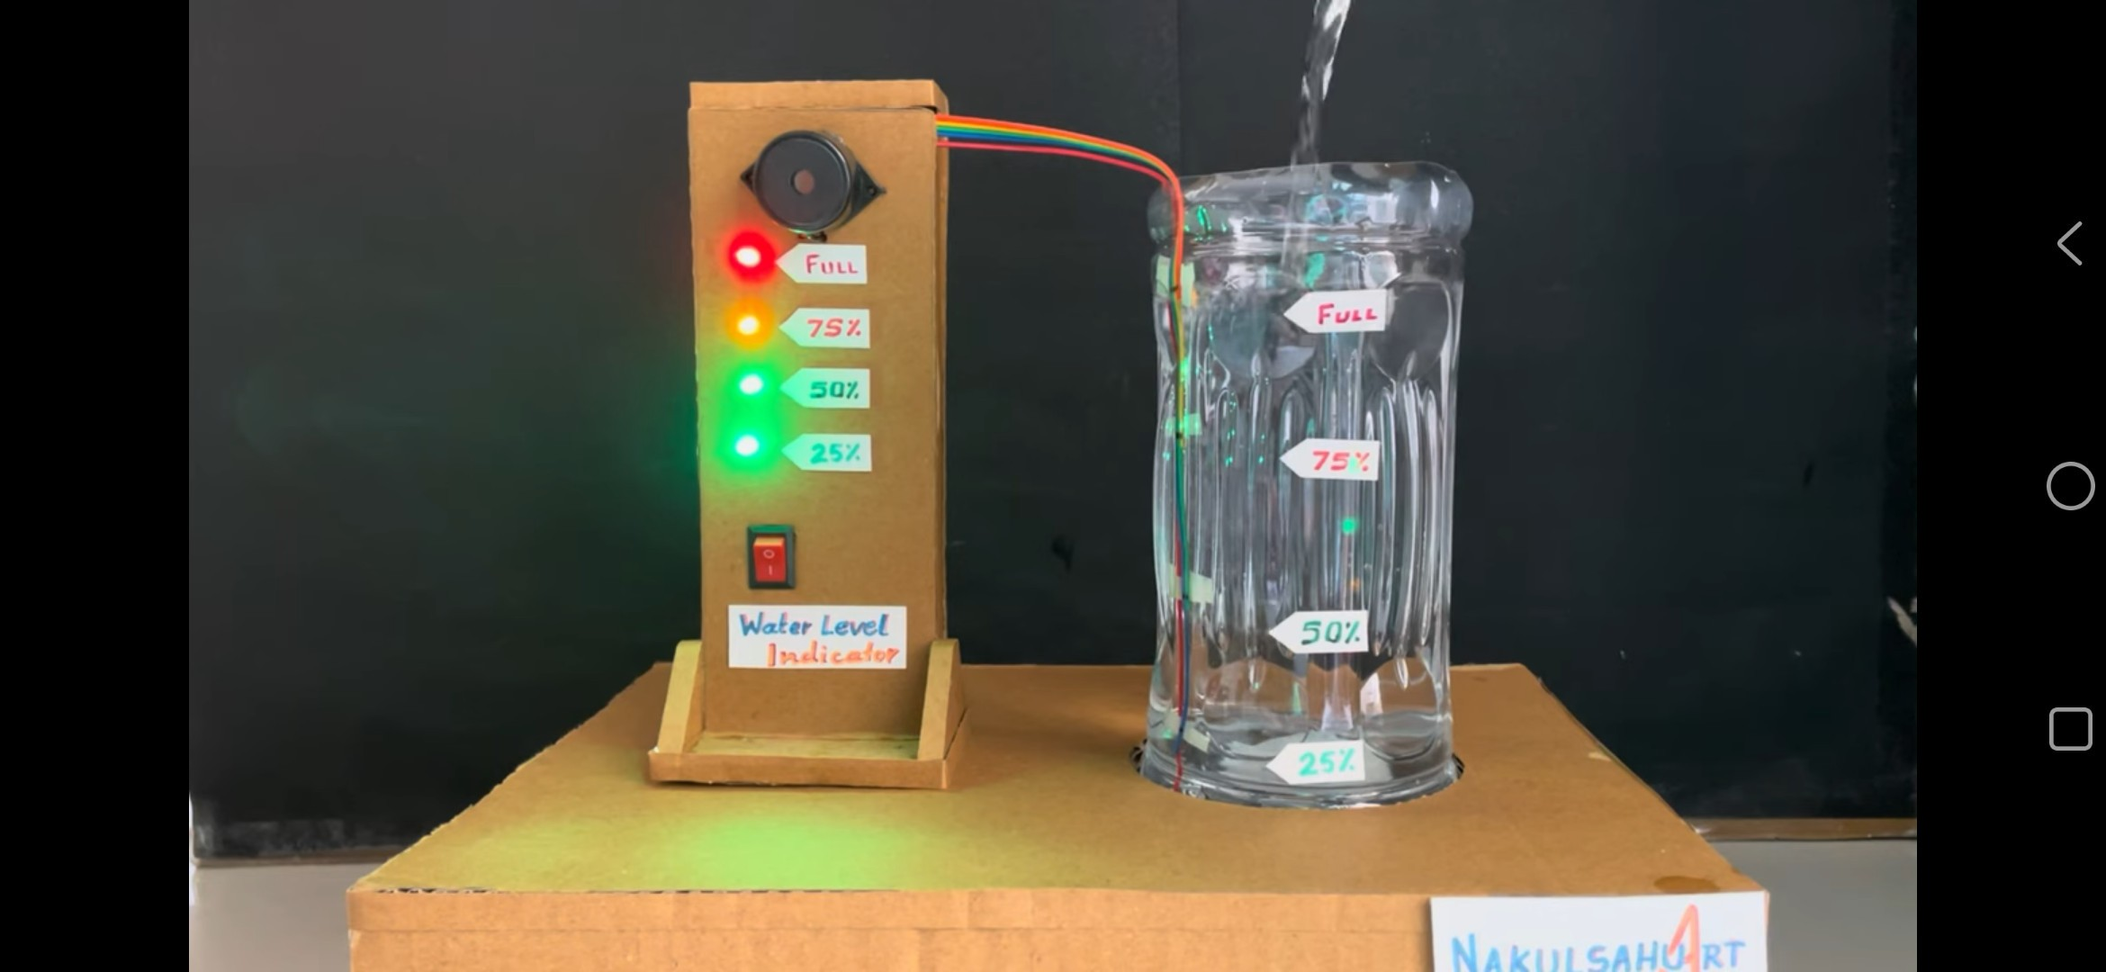 FULL
75%
50%
25%
O
I
Water Level
Indicator
FULL
75%
50%
25%
NAKULSAHUART